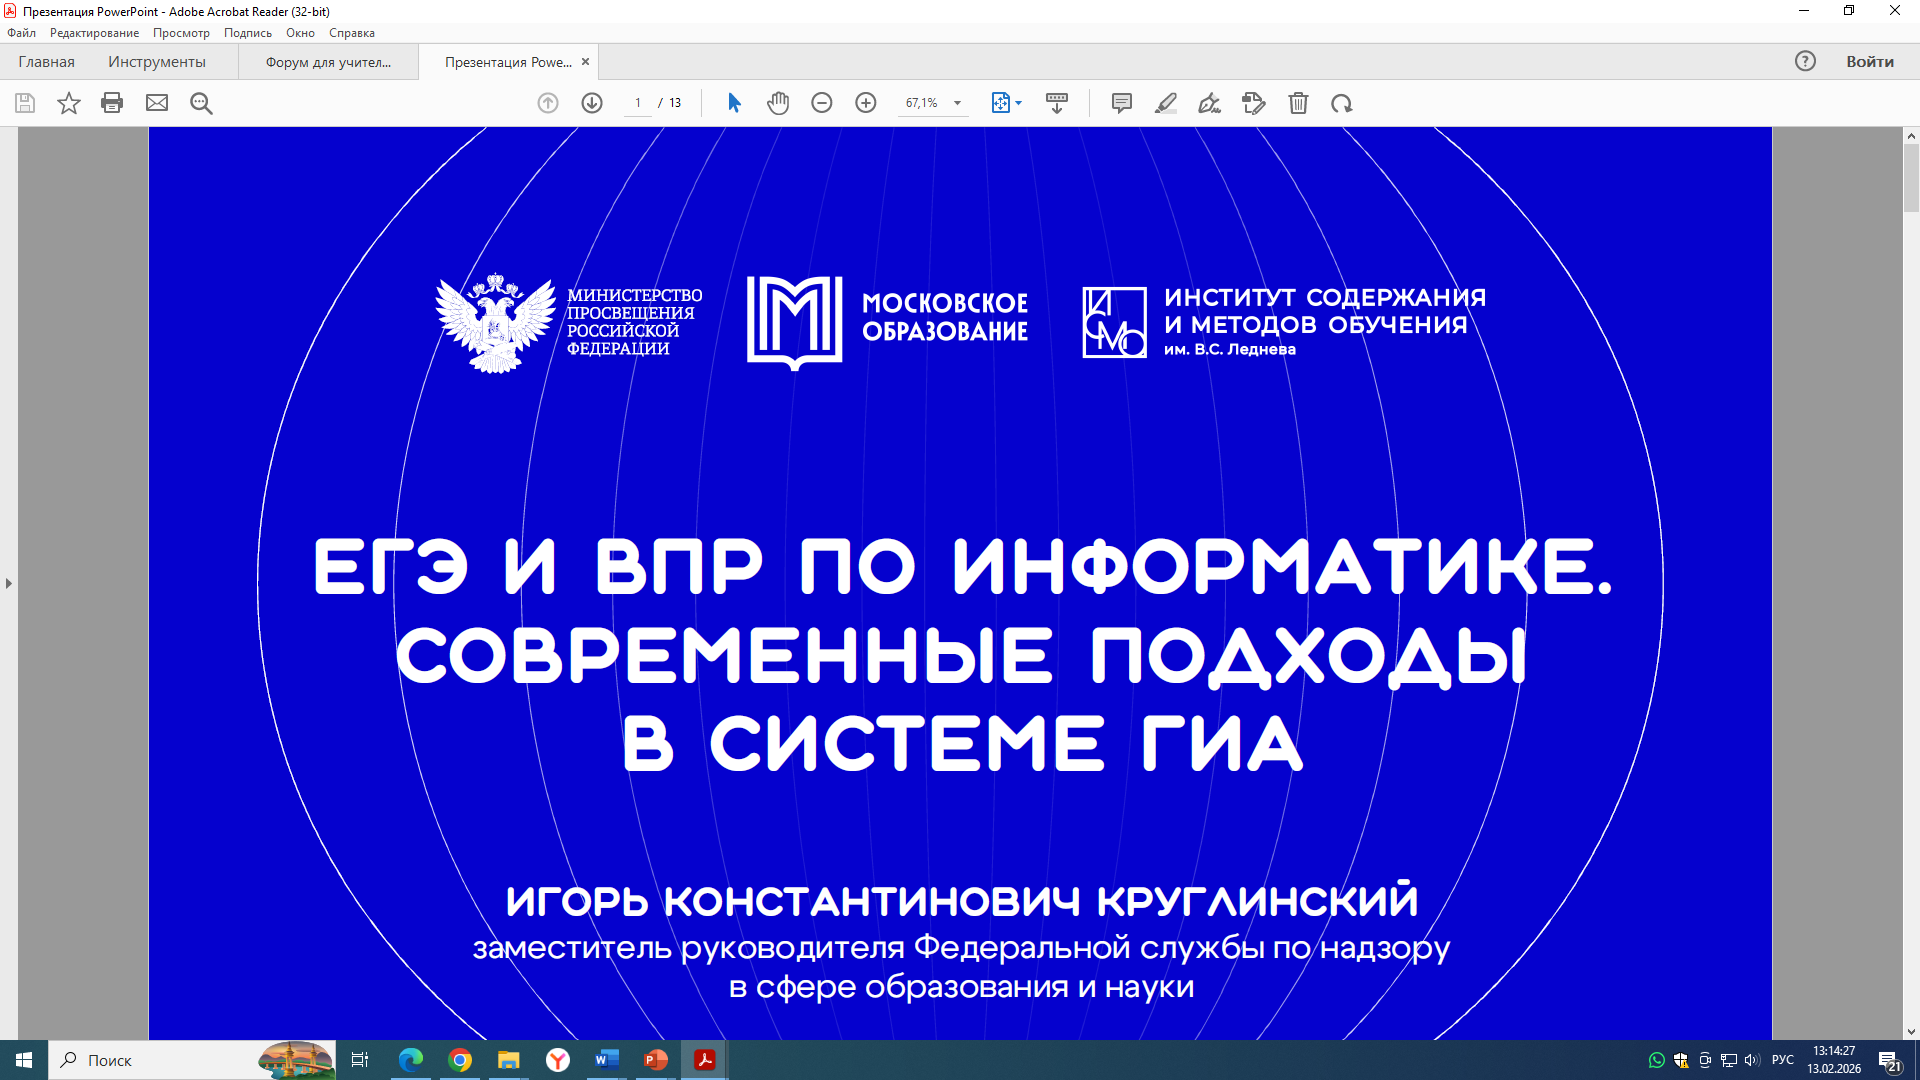 Презентация PowerPoint - Adobe Acrobat Reader (32-bit)
Файл Редактирование Просмотр Подпись Окно Справка
Главная Инструменты Форум для учител... Презентация Powe... Войти
1 / 13 67,1%
МИНИСТЕРСТВО
ПРОСВЕЩЕНИЯ
РОССИЙСКОЙ
ФЕДЕРАЦИИ
МОСКОВСКОЕ
ОБРАЗОВАНИЕ
ИСМО
ИНСТИТУТ СОДЕРЖАНИЯ
И МЕТОДОВ ОБУЧЕНИЯ
им. В.С. Леднева
ЕГЭ И ВПР ПО ИНФОРМАТИКЕ.
СОВРЕМЕННЫЕ ПОДХОДЫ
В СИСТЕМЕ ГИА
ИГОРЬ КОНСТАНТИНОВИЧ КРУГЛИНСКИЙ
заместитель руководителя Федеральной службы по надзору
в сфере образования и науки
Поиск
РУС
13:14:27
13.02.2026
21